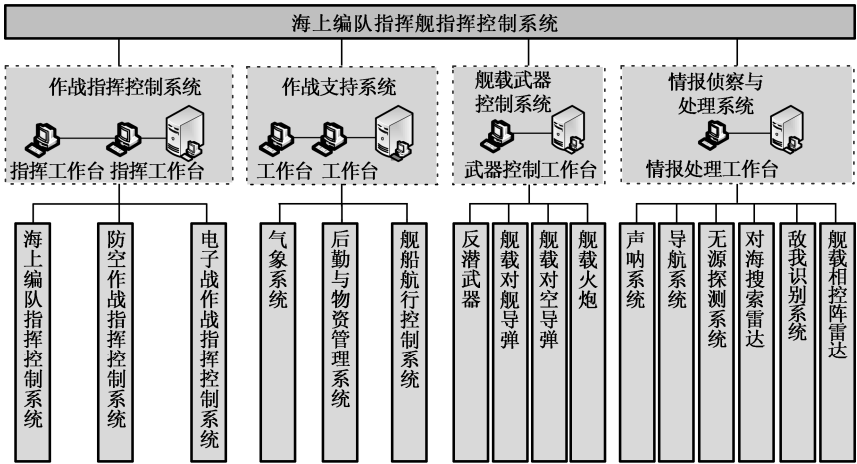 海上编队指挥舰指挥控制系统
作战指挥控制系统
指挥工作台
指挥工作台
作战支持系统
工作台
工作台
舰载武器
控制系统
武器控制工作台
情报侦察与
处理系统
情报处理工作台
海上编队指挥控制系统
防空作战指挥控制系统
电子战作战指挥控制系统
气象系统
后勤与物资管理系统
舰船航行控制系统
反潜武器
舰载对舰导弹
舰载对空导弹
舰载火炮
声呐系统
导航系统
无源探测系统
对海搜索雷达
敌我识别系统
舰载相控阵雷达